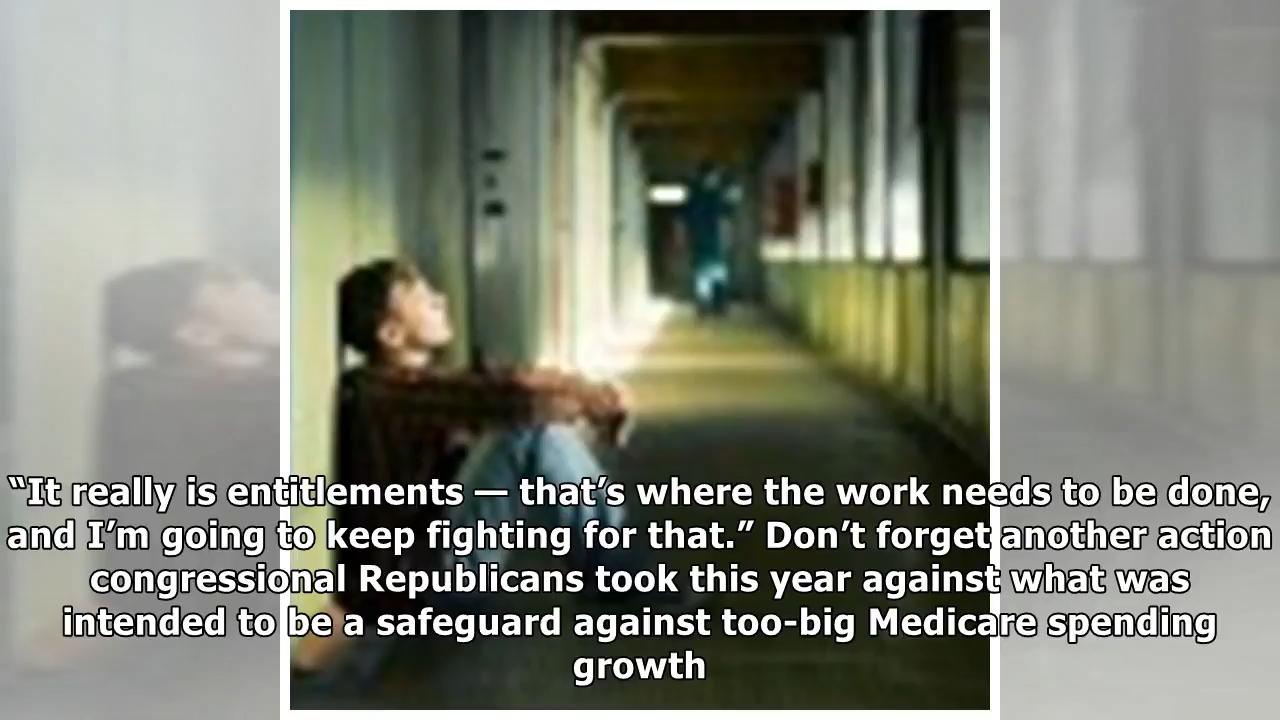 “It really is entitlements — that’s where the work needs to be done,
and I’m going to keep fighting for that.” Don’t forget another action
congressional Republicans took this year against what was
intended to be a safeguard against too-big Medicare spending
growth